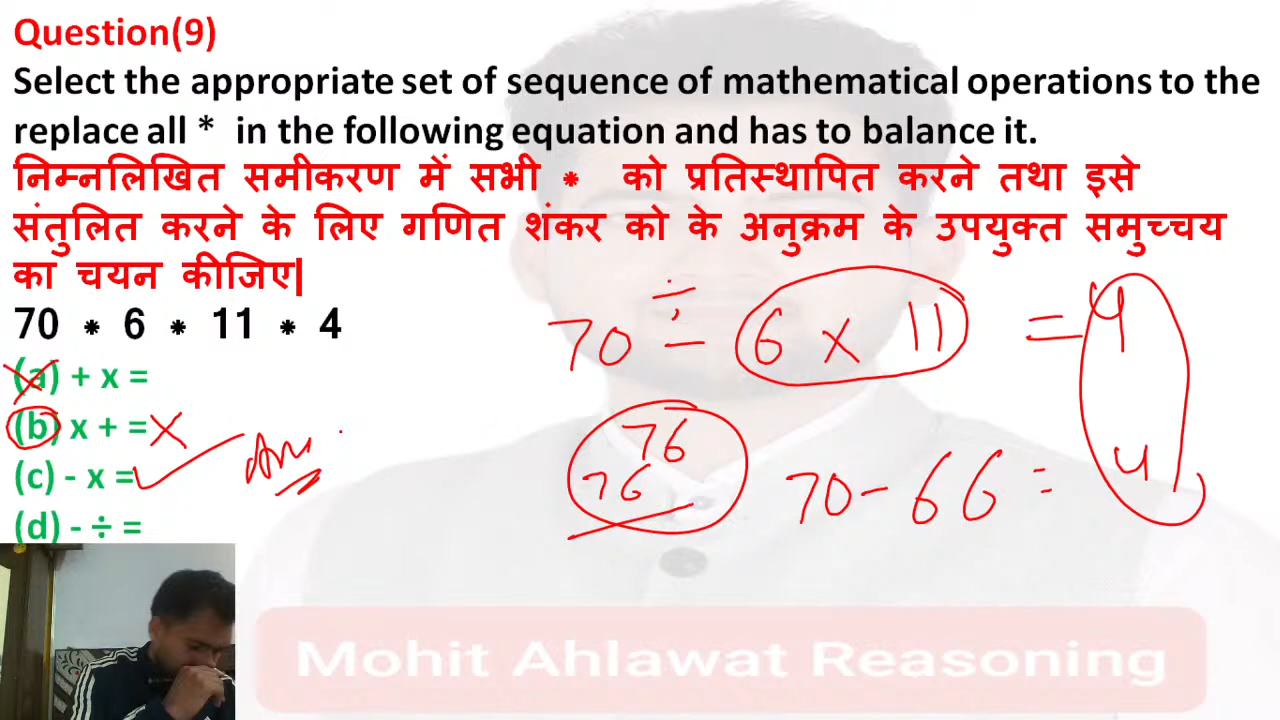 Question(9)
Select the appropriate set of sequence of mathematical operations to the
replace all * in the following equation and has to balance it.
निम्नलिखित समीकरण में सभी * को प्रतिस्थापित करने तथा इसे
संतुलित करने के लिए गणित शंकर को के अनुक्रम के उपयुक्त समुच्चय
का चयन कीजिए|
70 * 6 * 11 * 4
(a) + x =
(b) x + = X
(c) - x =
Ans
(d) - ÷ =
70 - 6 x 11 = 4
76
76
70 - 66 = 4
Mohit Ahlawat Reasoning